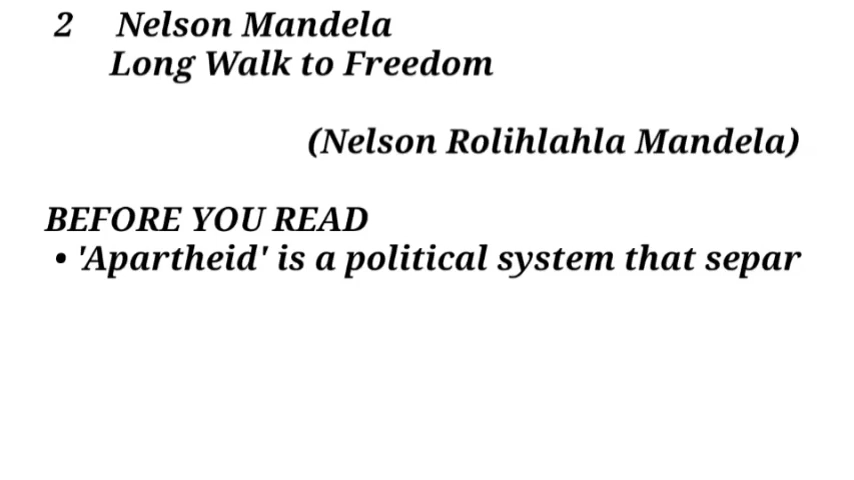 2 Nelson Mandela
Long Walk to Freedom
(Nelson Rolihlahla Mandela)
BEFORE YOU READ
• 'Apartheid' is a political system that separ